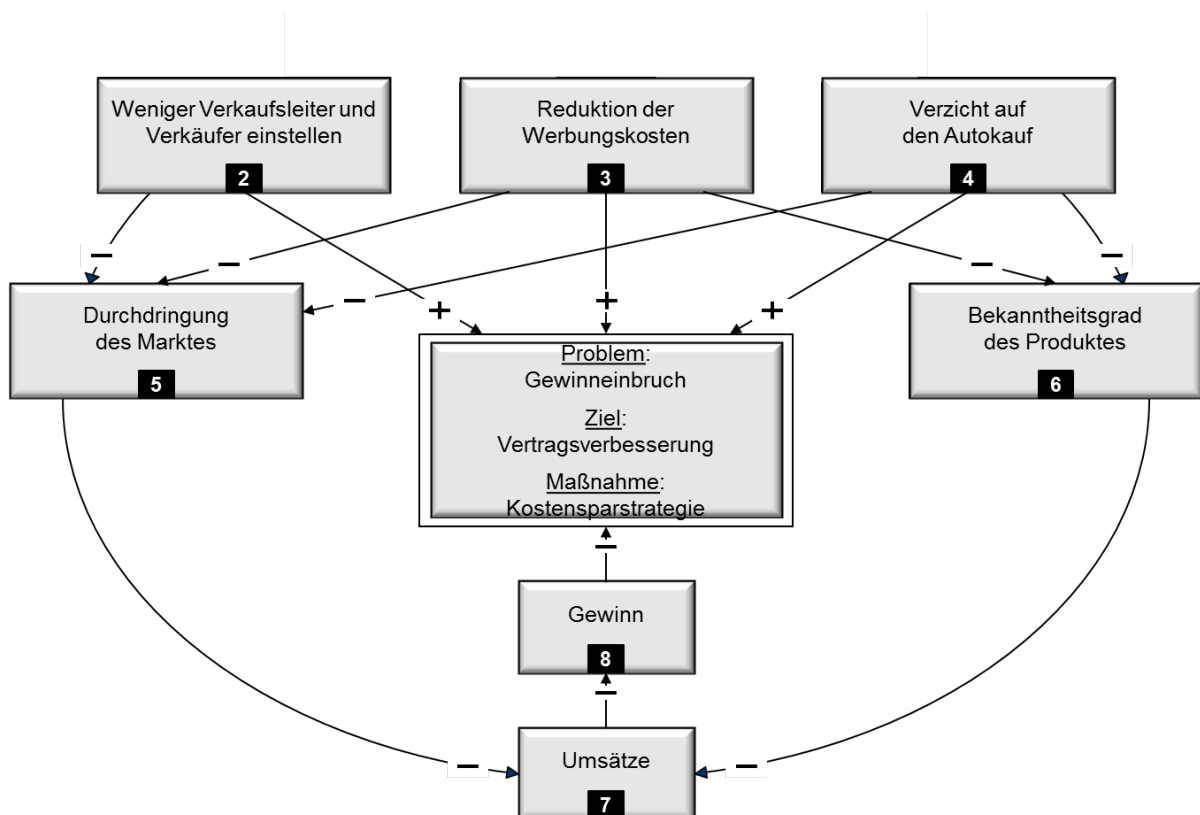 Weniger Verkaufsleiter und
Verkäufer einstellen
2
Reduktion der
Werbungskosten
3
Verzicht auf
den Autokauf
4
−
−
−
−
−
+
+
+
Durchdringung
des Marktes
5
Problem:
Gewinneinbruch
Ziel:
Vertragsverbesserung
Maßnahme:
Kostensparstrategie
Bekanntheitsgrad
des Produktes
6
−
Gewinn
8
−
−
−
Umsätze
7